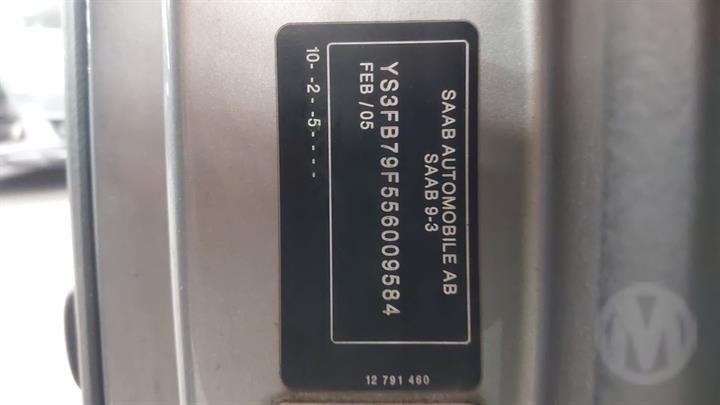 SAAB AUTOMOBILE AB
SAAB 9-3
YS3FB79F556009584
FEB / 05
10- -2- -5- - - -
12 791 460
M